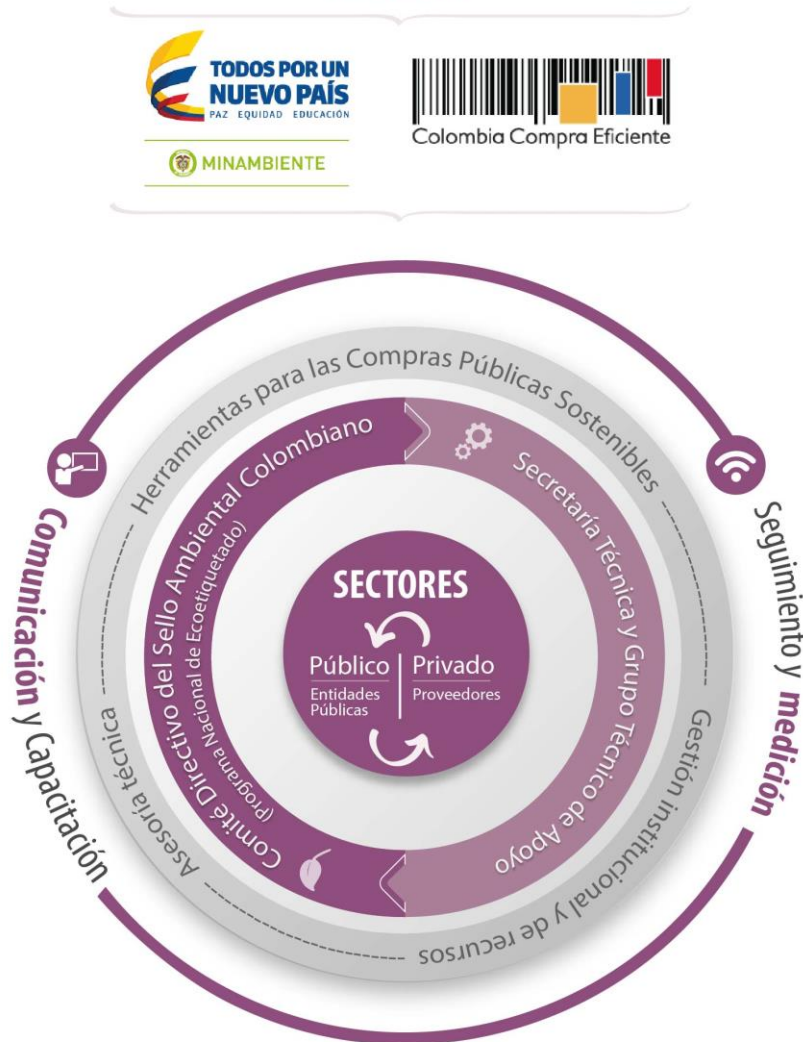 TODOS POR UN
NUEVO PAÍS
PAZ EQUIDAD EDUCACIÓN
MINAMBIENTE
Colombia Compra Eficiente
Herramientas para las Compras Públicas Sostenibles
Comité Directivo del Sello Ambiental Colombiano
(Programa Nacional de Ecoetiquetado)
Secretaría Técnica y Grupo Técnico de Apoyo
SECTORES
Público
Entidades
Públicas
Privado
Proveedores
Comunicación y Capacitación
Seguimiento y medición
Asesoría técnica
Gestión institucional y de recursos